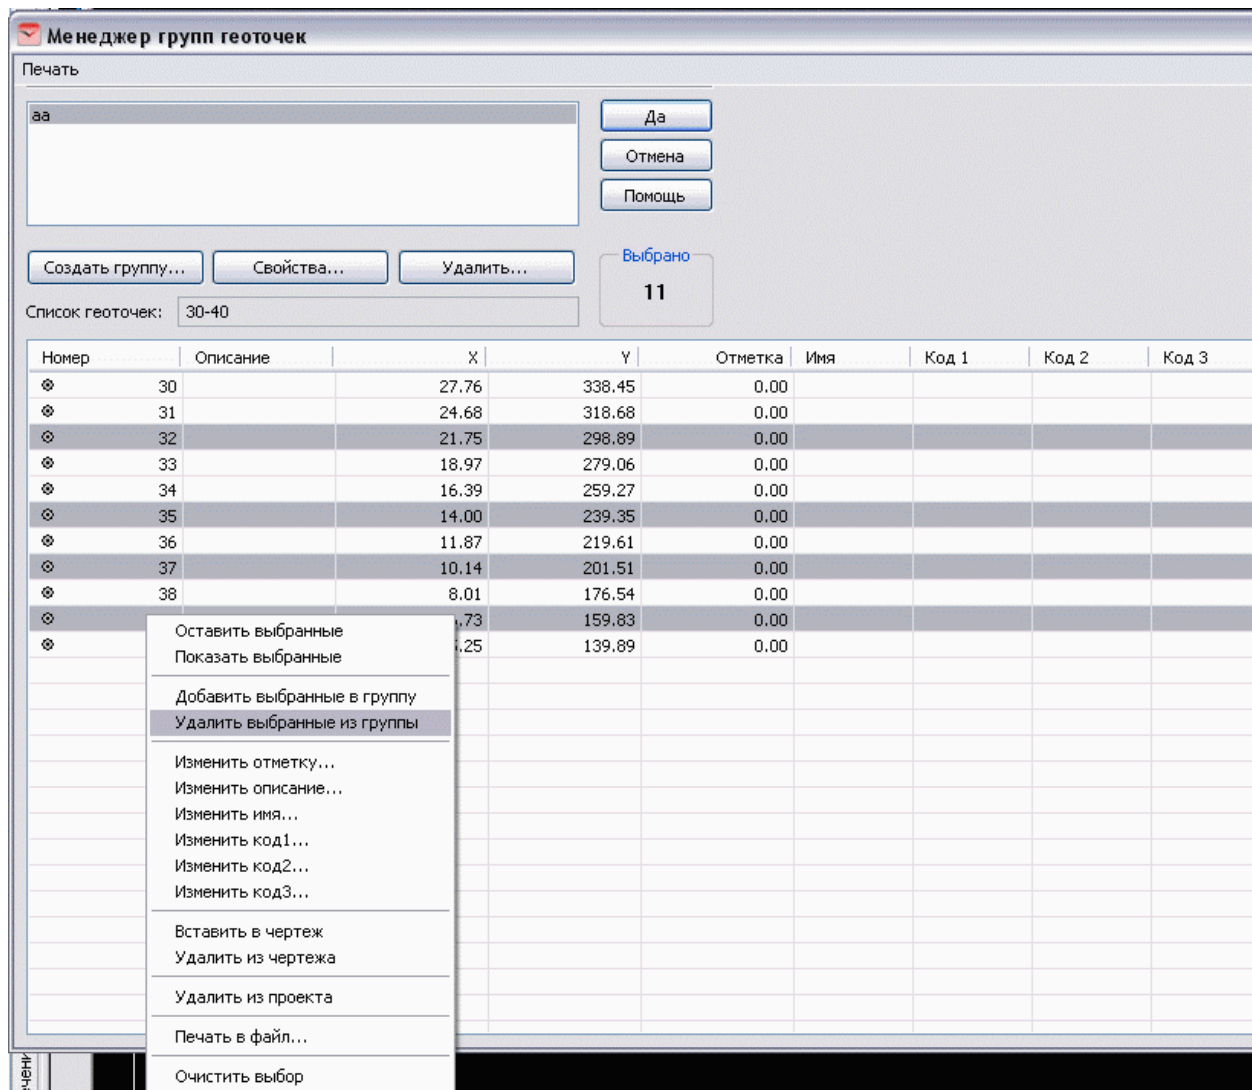 Менеджер групп геоточек
Печать
аа
Да
Отмена
Помощь
Создать группу... Свойства... Удалить...
Выбрано
11
Список геоточек: 30-40
Номер Описание X Y Отметка Имя Код 1 Код 2 Код 3
30 27.76 338.45 0.00
31 24.68 318.68 0.00
32 21.75 298.89 0.00
33 18.97 279.06 0.00
34 16.39 259.27 0.00
35 14.00 239.35 0.00
36 11.87 219.61 0.00
37 10.14 201.51 0.00
38 8.01 176.54 0.00
.73 159.83 0.00
.25 139.89 0.00
Оставить выбранные
Показать выбранные
Добавить выбранные в группу
Удалить выбранные из группы
Изменить отметку...
Изменить описание...
Изменить имя...
Изменить код1...
Изменить код2...
Изменить код3...
Вставить в чертеж
Удалить из чертежа
Удалить из проекта
Печать в файл...
Очистить выбор